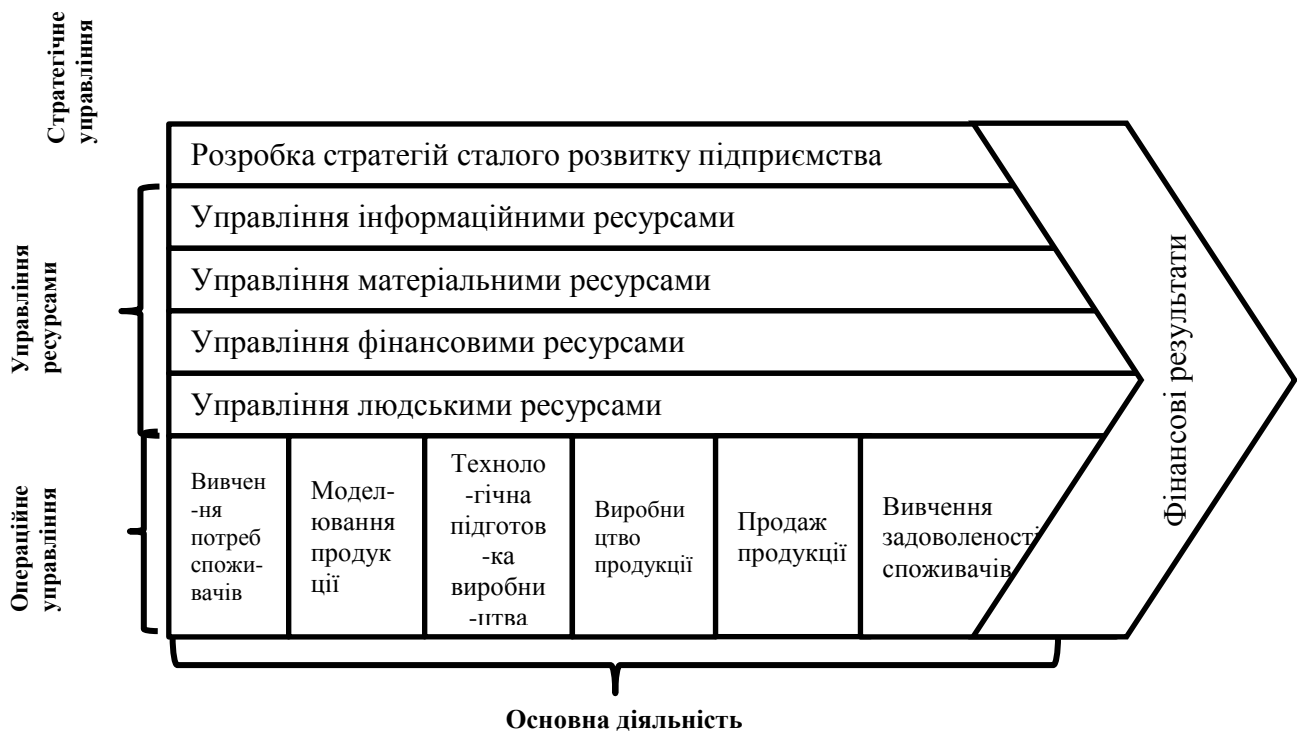 Стратегічне
управління
Розробка стратегій сталого розвитку підприємства
Управління
ресурсами
Управління інформаційними ресурсами
Управління матеріальними ресурсами
Управління фінансовими ресурсами
Управління людськими ресурсами
Фінансові результати
Операційне
управління
Вивчен
-ня
потреб
споживи-
вачів
Модел-
ювання
продук
ції
Техноло
-гічна
підготов
-ка
виробни
-цтва
Виробни
цтво
продукції
Продаж
продукції
Вивчення
задоволеності
споживачів
Основна діяльність